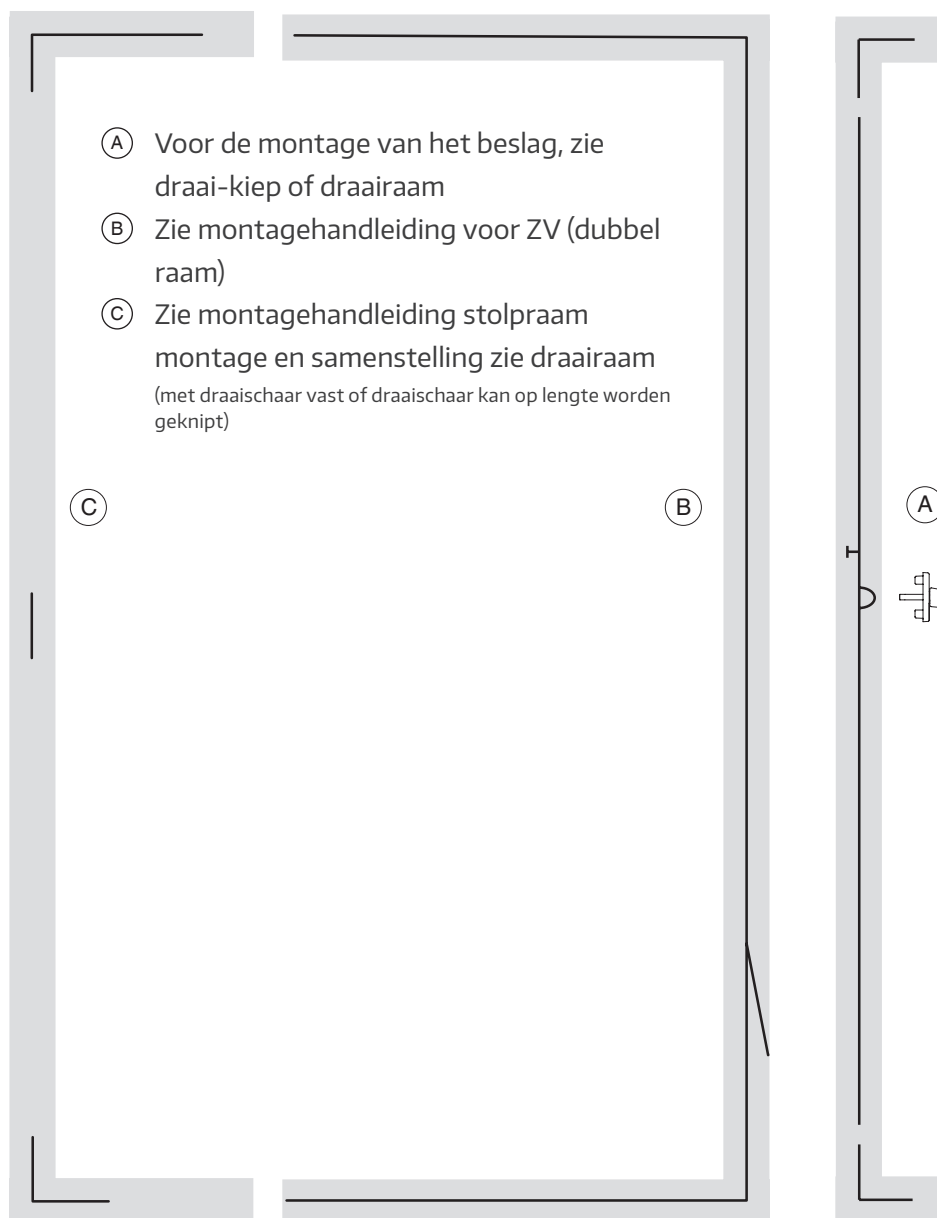 A Voor de montage van het beslag, zie
draai-kiep of draairaam
B Zie montagehandleiding voor ZV (dubbel
raam)
C Zie montagehandleiding stolpraam
montage en samenstelling zie draairaam
(met draaischaar vast of draaischaar kan op lengte worden
geknipt)
C B A